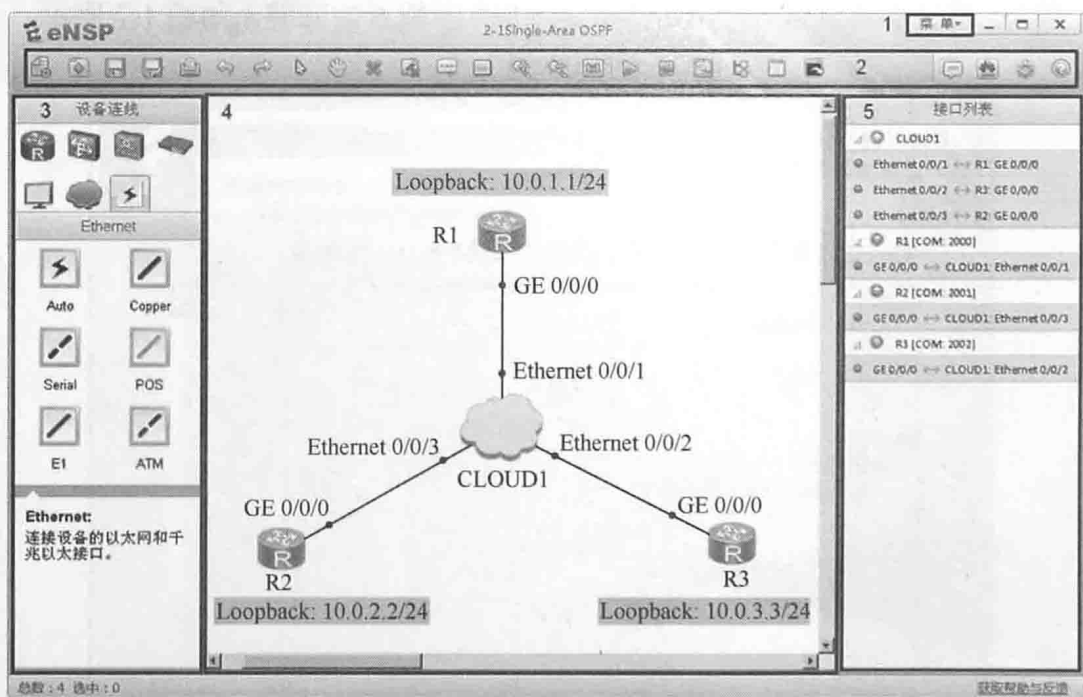 eNSP
2-1Single-Area OSPF
1
菜 单
2
3 设备连线
Ethernet
Auto
Copper
Serial
POS
E1
ATM
Ethernet:
连接设备的以太网和千
兆以太接口。
4
Loopback: 10.0.1.1/24
R1
R
GE 0/0/0
Ethernet 0/0/1
Ethernet 0/0/3
Ethernet 0/0/2
CLOUD1
GE 0/0/0
GE 0/0/0
R
R
R2
R3
Loopback: 10.0.2.2/24
Loopback: 10.0.3.3/24
5 接口列表
CLOUD1
Ethernet 0/0/1 ↔ R1: GE 0/0/0
Ethernet 0/0/2 ↔ R3: GE 0/0/0
Ethernet 0/0/3 ↔ R2: GE 0/0/0
R1 [COM: 2000]
GE 0/0/0 ↔ CLOUD1: Ethernet 0/0/1
R2 [COM: 2001]
GE 0/0/0 ↔ CLOUD1: Ethernet 0/0/3
R3 [COM: 2002]
GE 0/0/0 ↔ CLOUD1: Ethernet 0/0/2
总数：4 选中：0
获取帮助与反馈